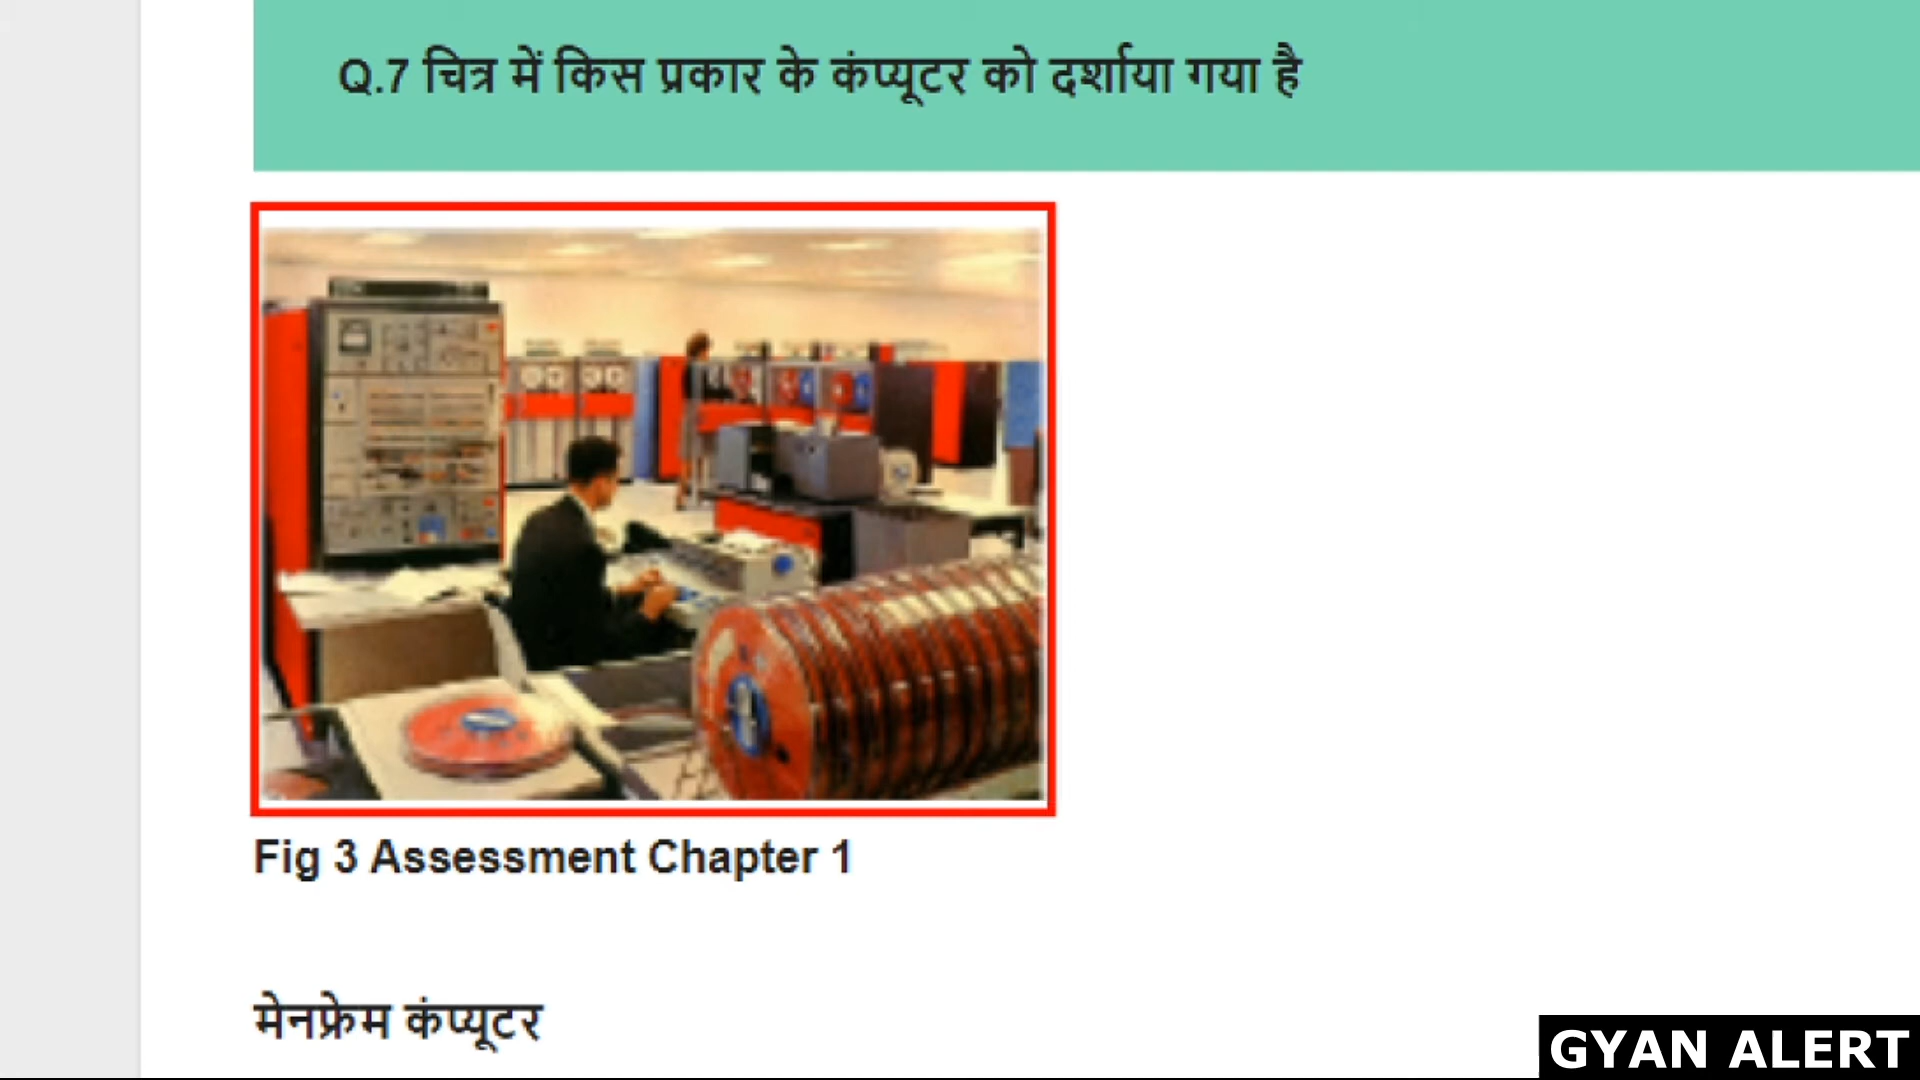 Q.7 चित्र में किस प्रकार के कंप्यूटर को दर्शाया गया है
Fig 3 Assessment Chapter 1
मेनफ्रेम कंप्यूटर
GYAN ALERT